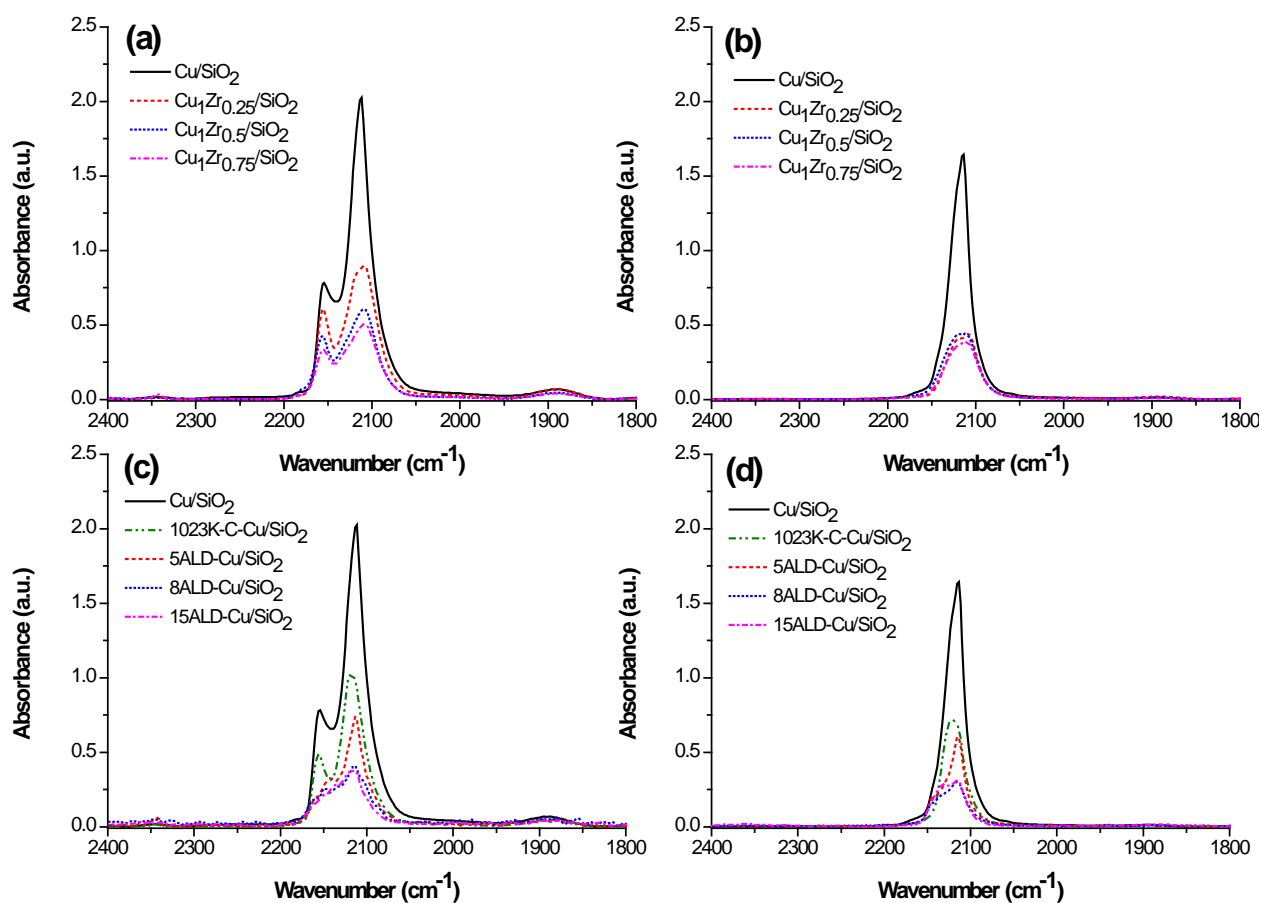 (a)
Cu/SiO₂
Cu₁Zr₀.₂₅/SiO₂
Cu₁Zr₀.₅/SiO₂
Cu₁Zr₀.₇₅/SiO₂
2.5
2.0
1.5
1.0
0.5
0.0
Absorbance (a.u.)
2400 2300 2200 2100 2000 1900 1800
Wavenumber (cm⁻¹)
(b)
Cu/SiO₂
Cu₁Zr₀.₂₅/SiO₂
Cu₁Zr₀.₅/SiO₂
Cu₁Zr₀.₇₅/SiO₂
2.5
2.0
1.5
1.0
0.5
0.0
Absorbance (a.u.)
2400 2300 2200 2100 2000 1900 1800
Wavenumber (cm⁻¹)
(c)
Cu/SiO₂
1023K-C-Cu/SiO₂
5ALD-Cu/SiO₂
8ALD-Cu/SiO₂
15ALD-Cu/SiO₂
2.5
2.0
1.5
1.0
0.5
0.0
Absorbance (a.u.)
2400 2300 2200 2100 2000 1900 1800
Wavenumber (cm⁻¹)
(d)
Cu/SiO₂
1023K-C-Cu/SiO₂
5ALD-Cu/SiO₂
8ALD-Cu/SiO₂
15ALD-Cu/SiO₂
2.5
2.0
1.5
1.0
0.5
0.0
Absorbance (a.u.)
2400 2300 2200 2100 2000 1900 1800
Wavenumber (cm⁻¹)